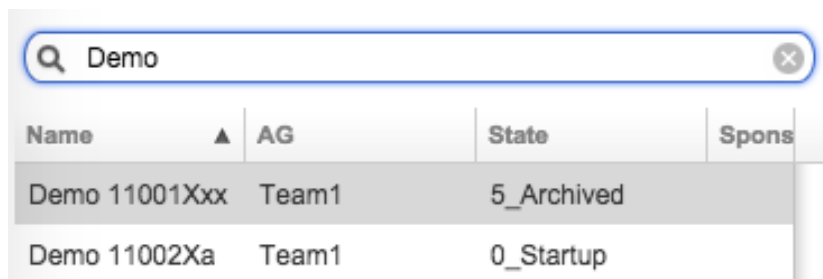 Demo
Name ▲ AG State Spons
Demo 11001Xxx Team1 5_Archived
Demo 11002Xa Team1 0_Startup